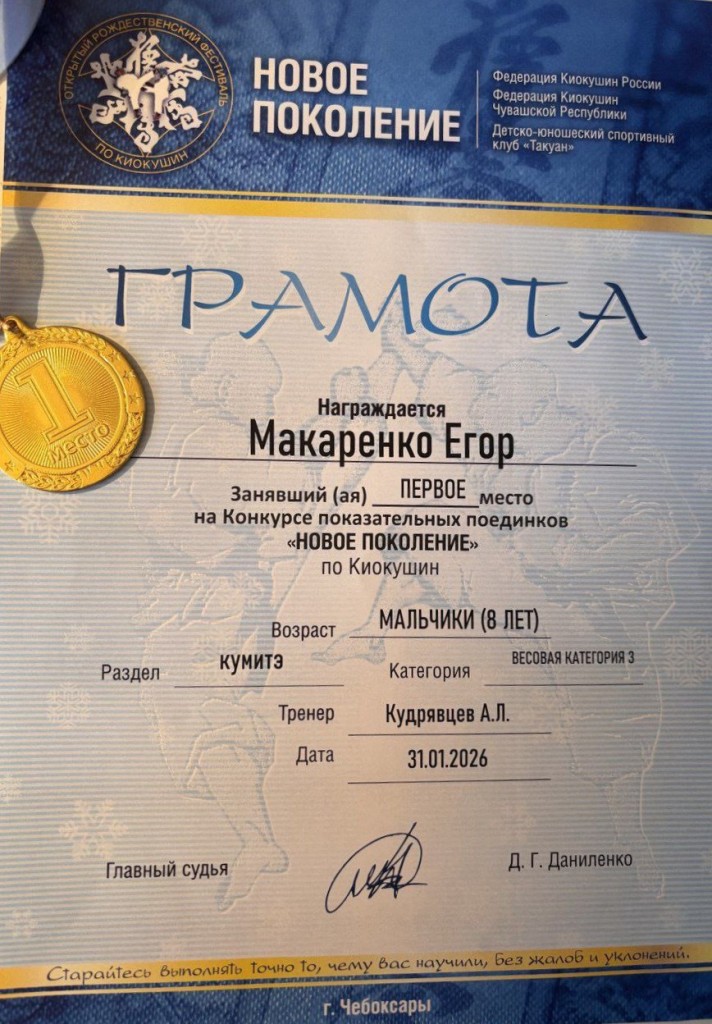 ОТКРЫТЫЙ РОЖДЕСТВЕНСКИЙ ФЕСТИВАЛЬ
ПО КИОКУШИН
НОВОЕ
ПОКОЛЕНИЕ
Федерация Киокушин России
Федерация Киокушин
Чувашской Республики
Детско-юношеский спортивный
клуб «Такуан»
ГРАМОТА
1
место
Награждается
Макаренко Егор
Занявший (ая) ПЕРВОЕ место
на Конкурсе показательных поединков
«НОВОЕ ПОКОЛЕНИЕ»
по Киокушин
Возраст МАЛЬЧИКИ (8 ЛЕТ)
Раздел кумитэ Категория ВЕСОВАЯ КАТЕГОРИЯ 3
Тренер Кудрявцев А.Л.
Дата 31.01.2026
Главный судья Д. Г. Даниленко
Старайтесь выполнять точно то, чему вас научили, без жалоб и уклонений.
г. Чебоксары